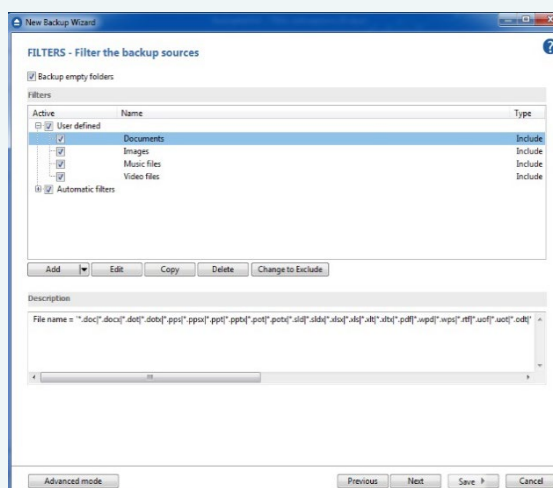 New Backup Wizard
FILTERS - Filter the backup sources
?
Backup empty folders
Filters
Active Name Type
User defined
Documents Include
Images Include
Music files Include
Video files Include
Automatic filters
Add Edit Copy Delete Change to Exclude
Description
File name = '*.doc|*.docx|*.dot|*.dotx|*.pps|*.ppsx|*.ppt|*.pptx|*.pot|*.potx|*.sld|*.sldx|*.xlsx|*.xls|*.xlt|*.xltx|*.pdf|*.wpd|*.wps|*.rtf|*.uof|*.uot|*.odt|'
Advanced mode Previous Next Save Cancel